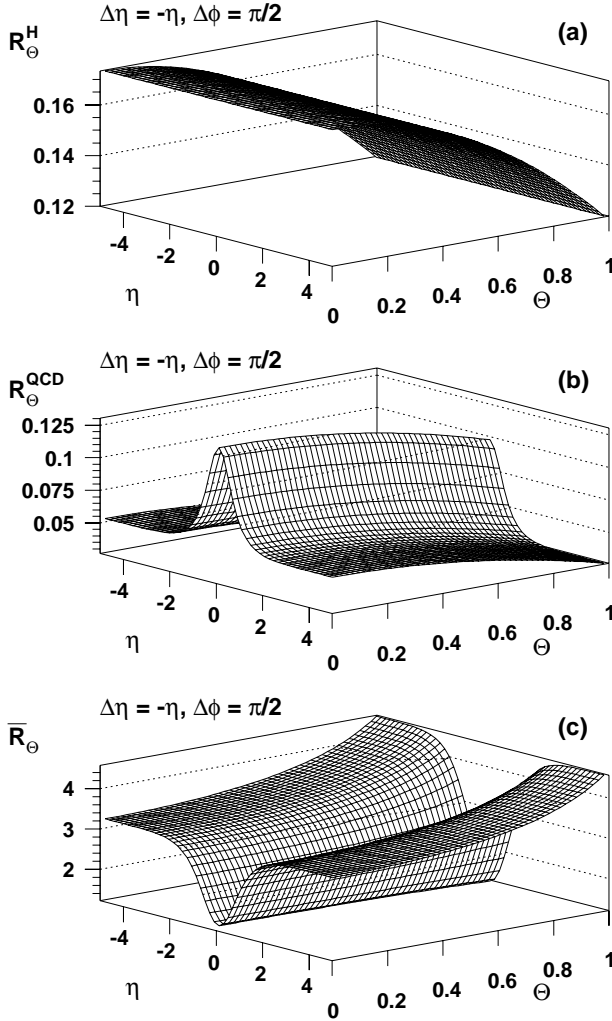 Δη = -η, Δϕ = π/2
(a)
R_Θ^H
0.16
0.14
0.12
-4 -2 0 2 4
η
0 0.2 0.4 0.6 0.8 1
Θ
Δη = -η, Δϕ = π/2
(b)
R_Θ^QCD
0.125
0.1
0.075
0.05
-4 -2 0 2 4
η
0 0.2 0.4 0.6 0.8 1
Θ
Δη = -η, Δϕ = π/2
(c)
R̅_Θ
4
3
2
-4 -2 0 2 4
η
0 0.2 0.4 0.6 0.8 1
Θ